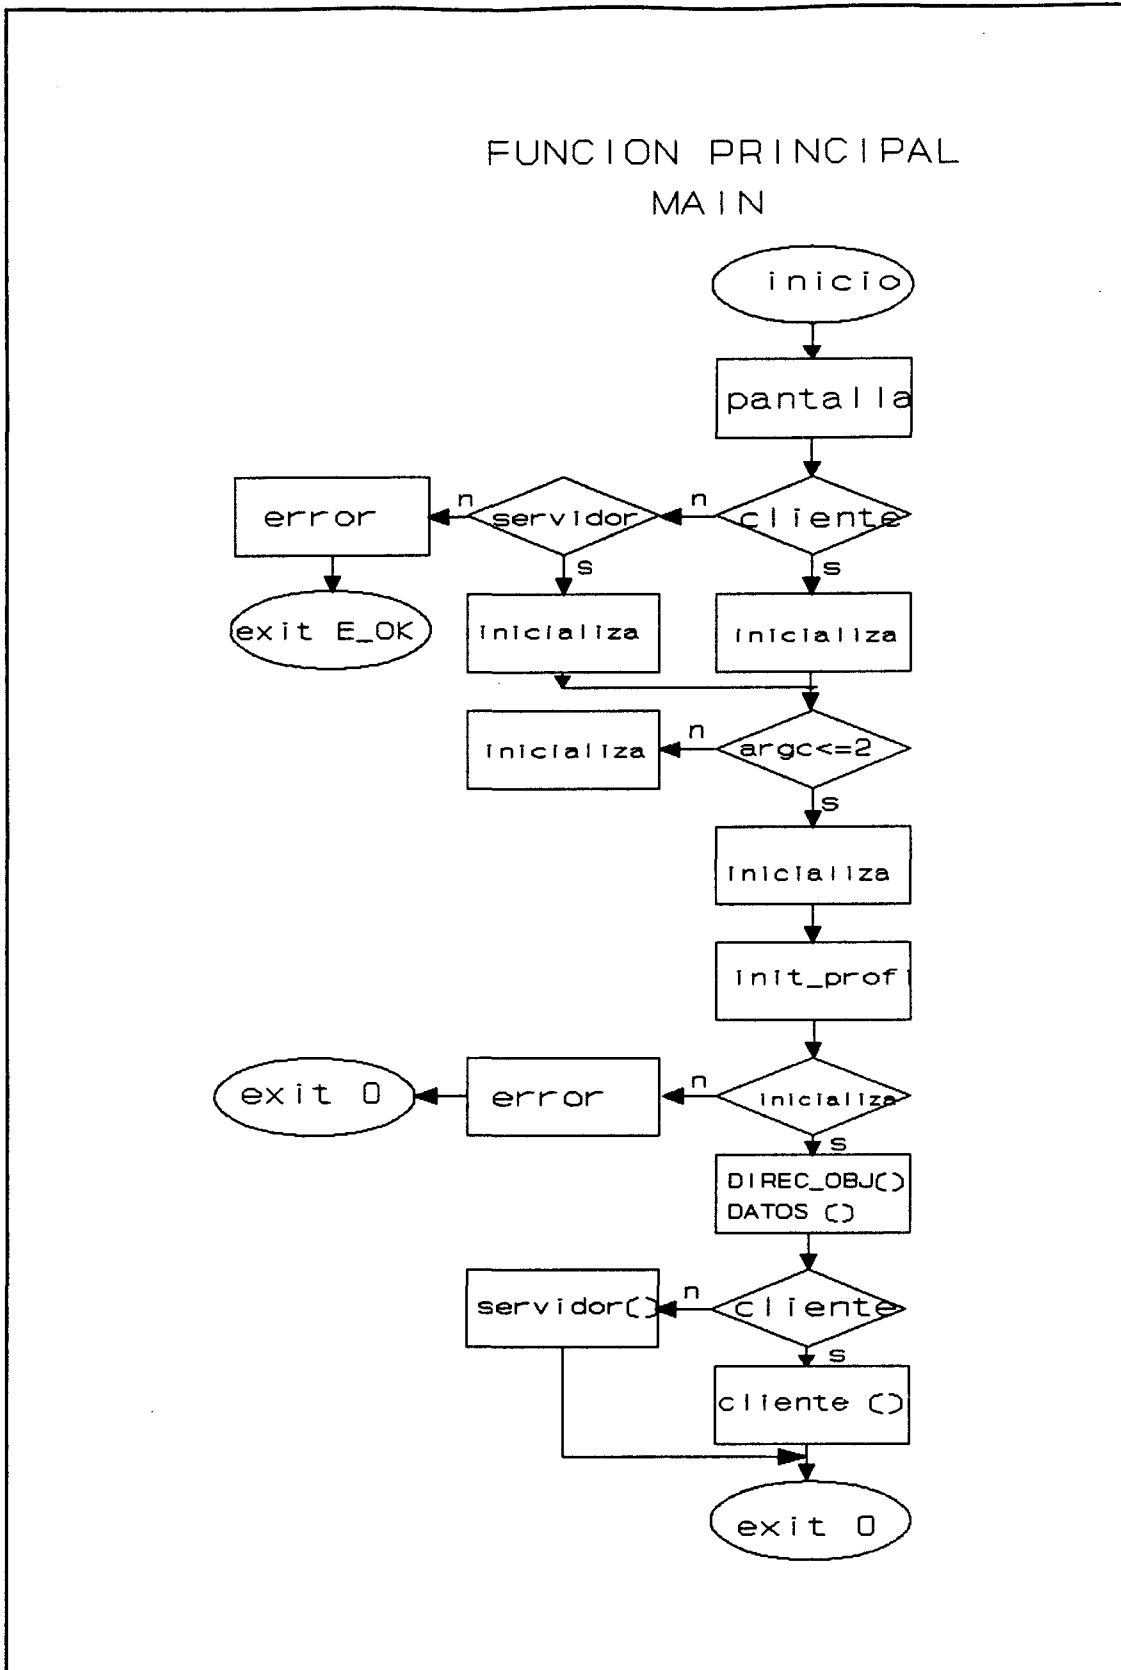 FUNCION PRINCIPAL
MAIN
inicio
pantalla
n
n
error
servidor
cliente
s
s
exit E_OK
inicializa
inicializa
n
inicializa
argc<=2
s
inicializa
init_profi
n
exit 0
error
inicializa
s
DIREC_OBJ()
DATOS ()
n
servidor()
cliente
s
cliente ()
exit 0